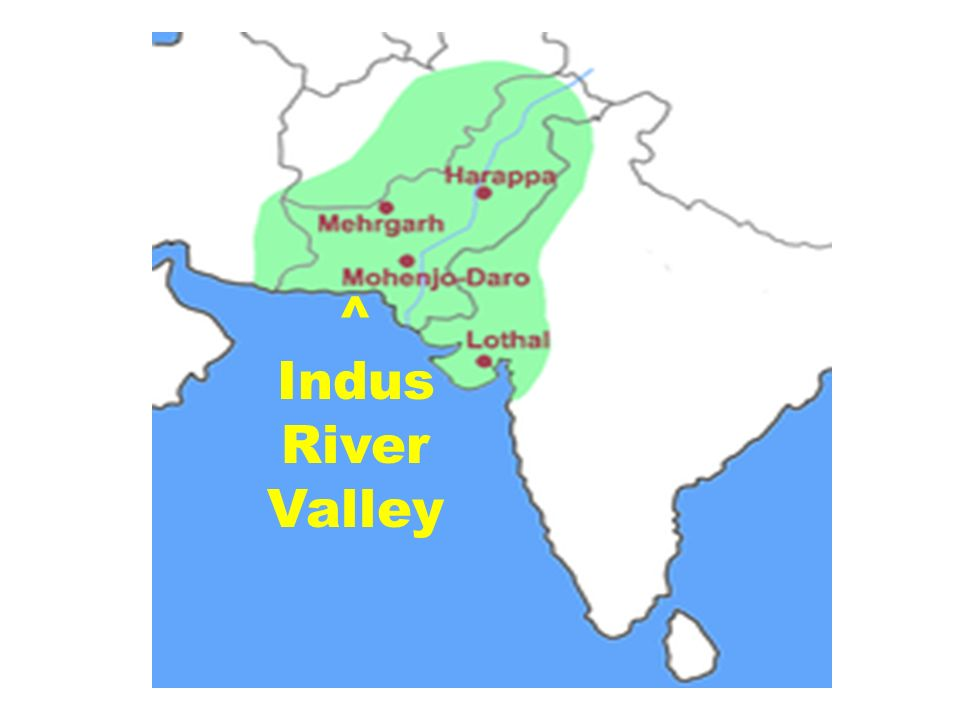 Harappa
Mehrgarh
Mohenjo-Daro
^
Lothal
Indus
River
Valley